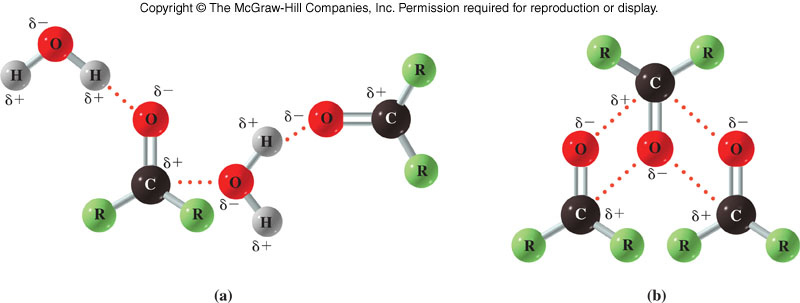 Copyright © The McGraw-Hill Companies, Inc. Permission required for reproduction or display.
δ−
O
H
H
δ+
δ+
δ−
O
δ+
C
R
R
δ+
H
O
δ−
H
δ+
δ−
O
δ+
C
R
R
(a)
R
R
C
δ+
δ−
O
O
δ−
δ−
O
C
δ+
R
R
δ+
C
R
R
(b)